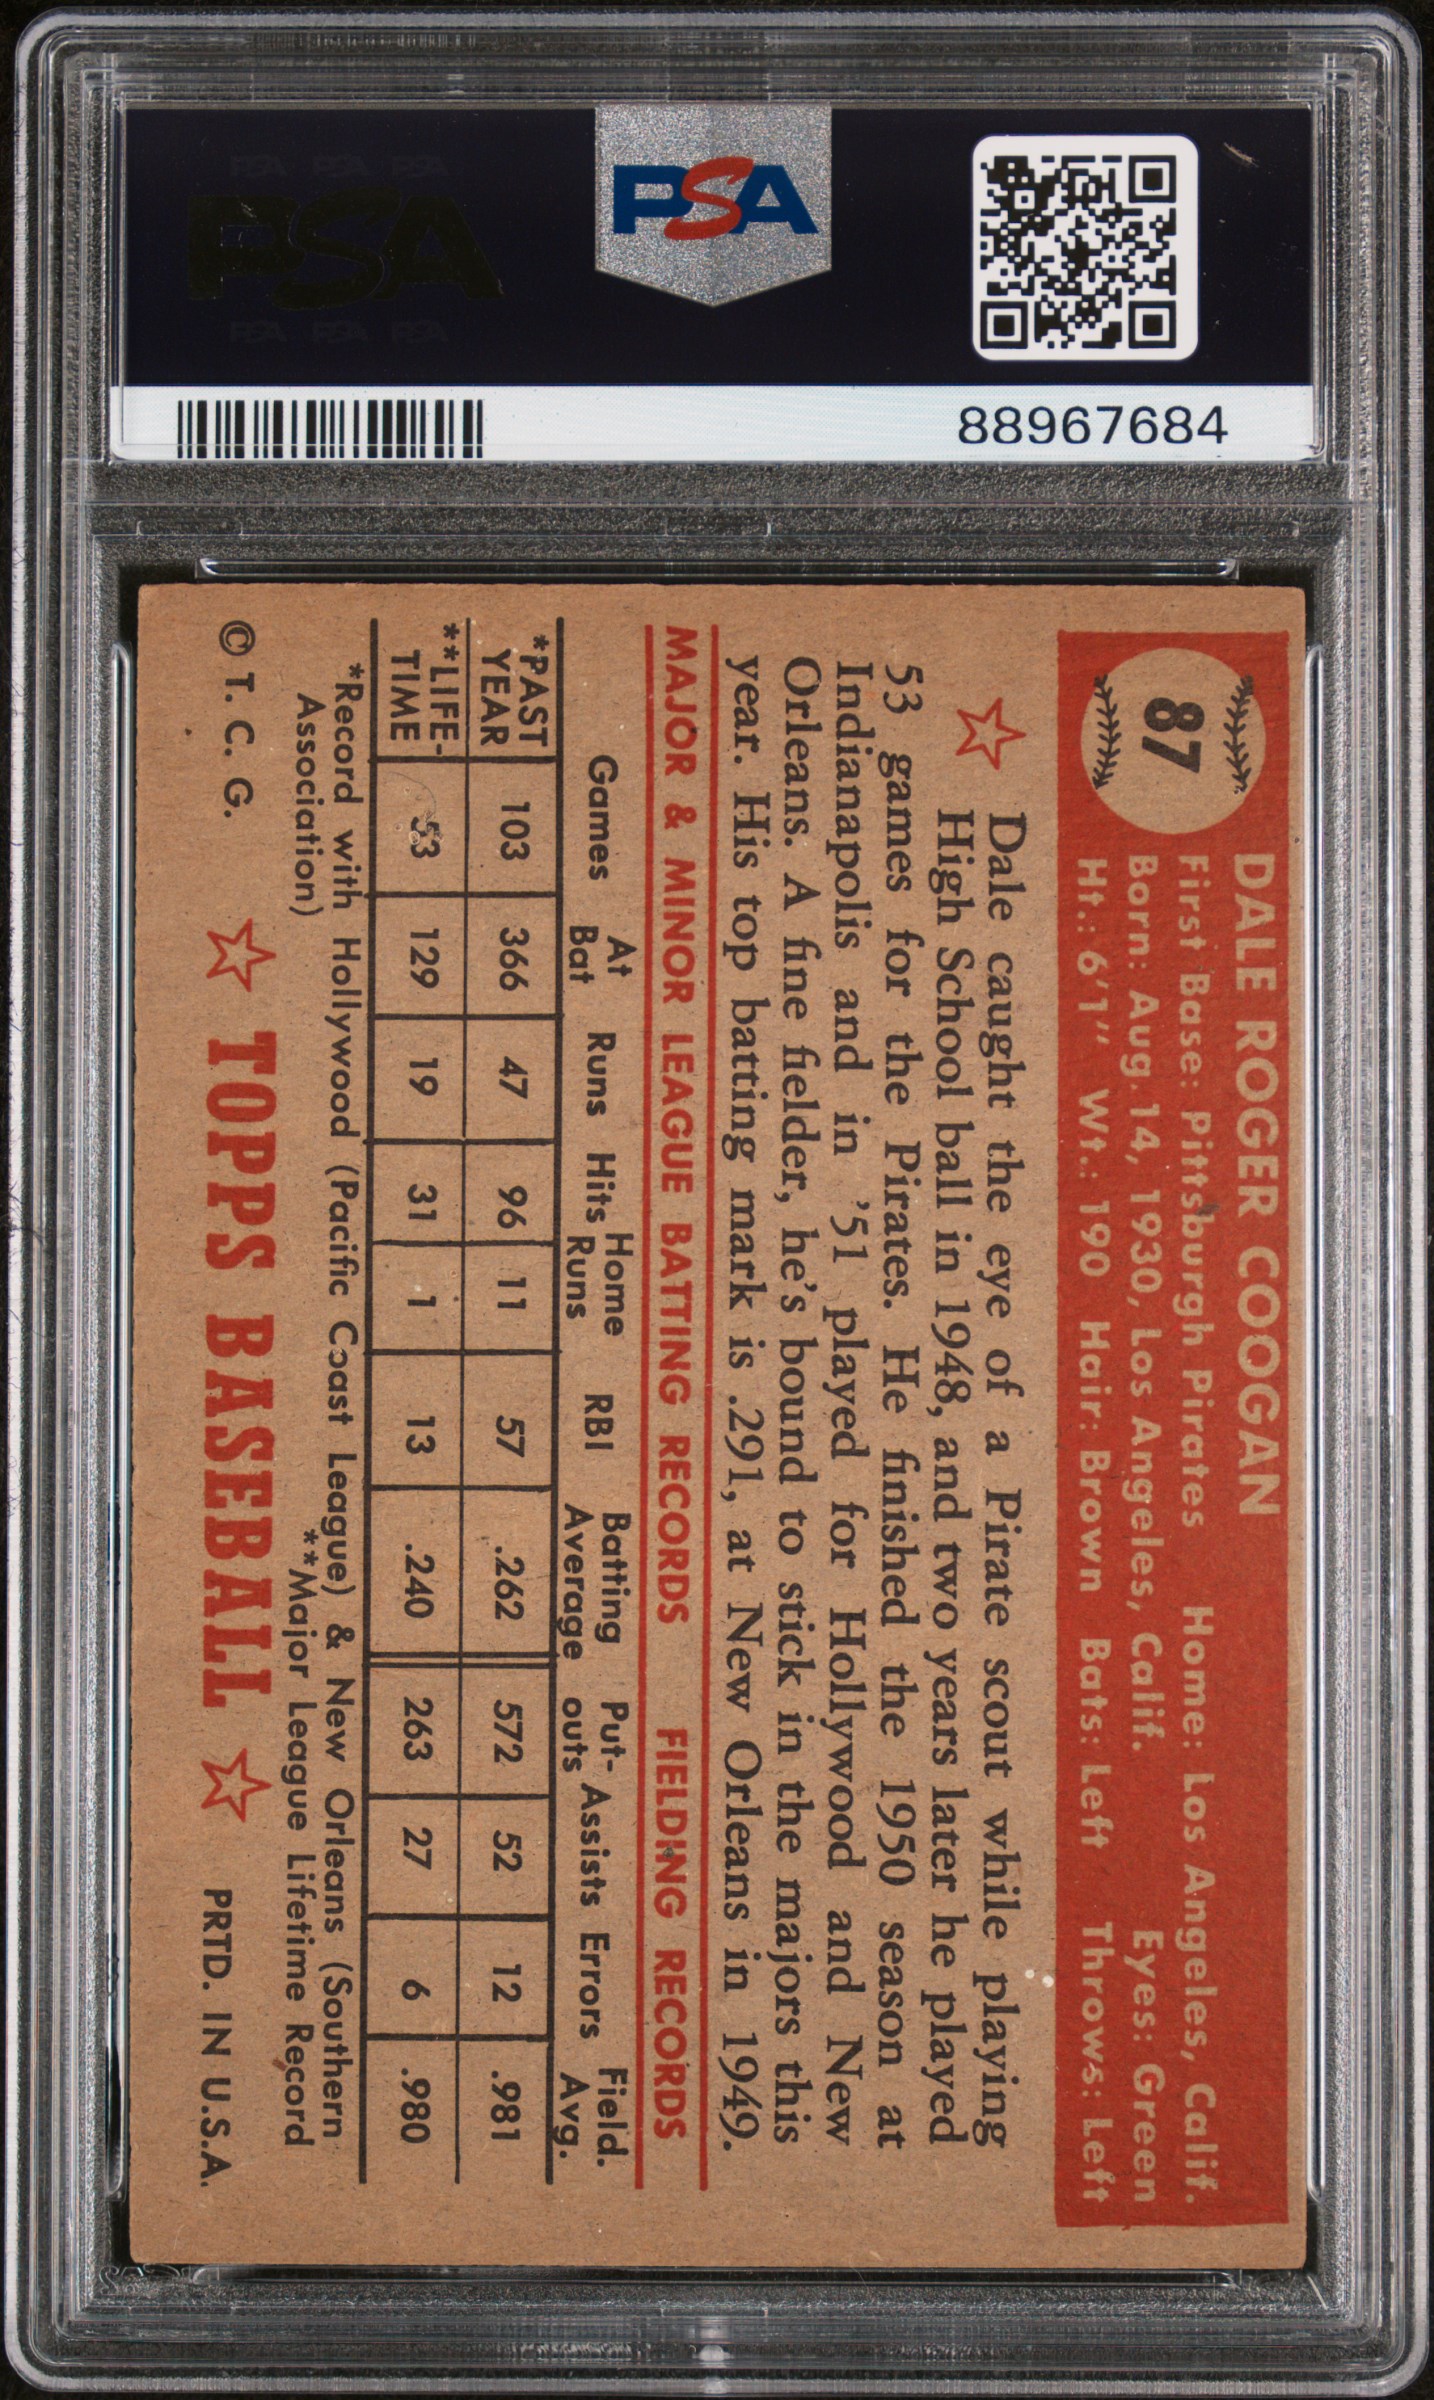 PSA
PSA PSA PSA
PSA
PSA PSA PSA
88967684
87
DALE ROGER COOGAN
First Base: Pittsburgh Pirates Home: Los Angeles, Calif.
Born: Aug. 14, 1930, Los Angeles, Calif. Eyes: Green
Ht.: 6'1" Wt.: 190 Hair: Brown Bats: Left Throws: Left
Dale caught the eye of a Pirate scout while playing
High School ball in 1948, and two years later he played
53 games for the Pirates. He finished the 1950 season at
Indianapolis and in '51 played for Hollywood and New
Orleans. A fine fielder, he's bound to stick in the majors this
year. His top batting mark is .291, at New Orleans in 1949.
MAJOR & MINOR LEAGUE BATTING RECORDS FIELDING RECORDS
Games At Bat Runs Hits Home Runs RBI Batting Average Put-outs Assists Errors Field. Avg.
*PAST YEAR 103 366 47 96 11 57 .262 572 52 12 .981
**LIFE-TIME 53 129 19 31 1 13 .240 263 27 6 .980
*Record with Hollywood (Pacific Coast League) & New Orleans (Southern
Association) **Major League Lifetime Record
© T. C. G. TOPPS BASEBALL PRTD. IN U.S.A.